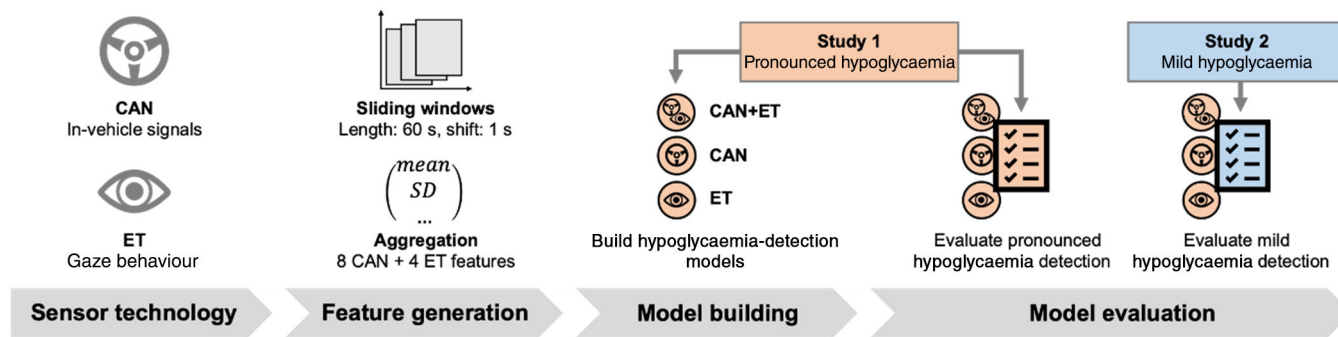 CAN
In-vehicle signals
ET
Gaze behaviour
Sensor technology
Sliding windows
Length: 60 s, shift: 1 s
mean
SD
...
Aggregation
8 CAN + 4 ET features
Feature generation
Study 1
Pronounced hypoglycaemia
CAN+ET
CAN
ET
Build hypoglycaemia-detection
models
Model building
Evaluate pronounced
hypoglycaemia detection
Study 2
Mild hypoglycaemia
Evaluate mild
hypoglycaemia detection
Model evaluation